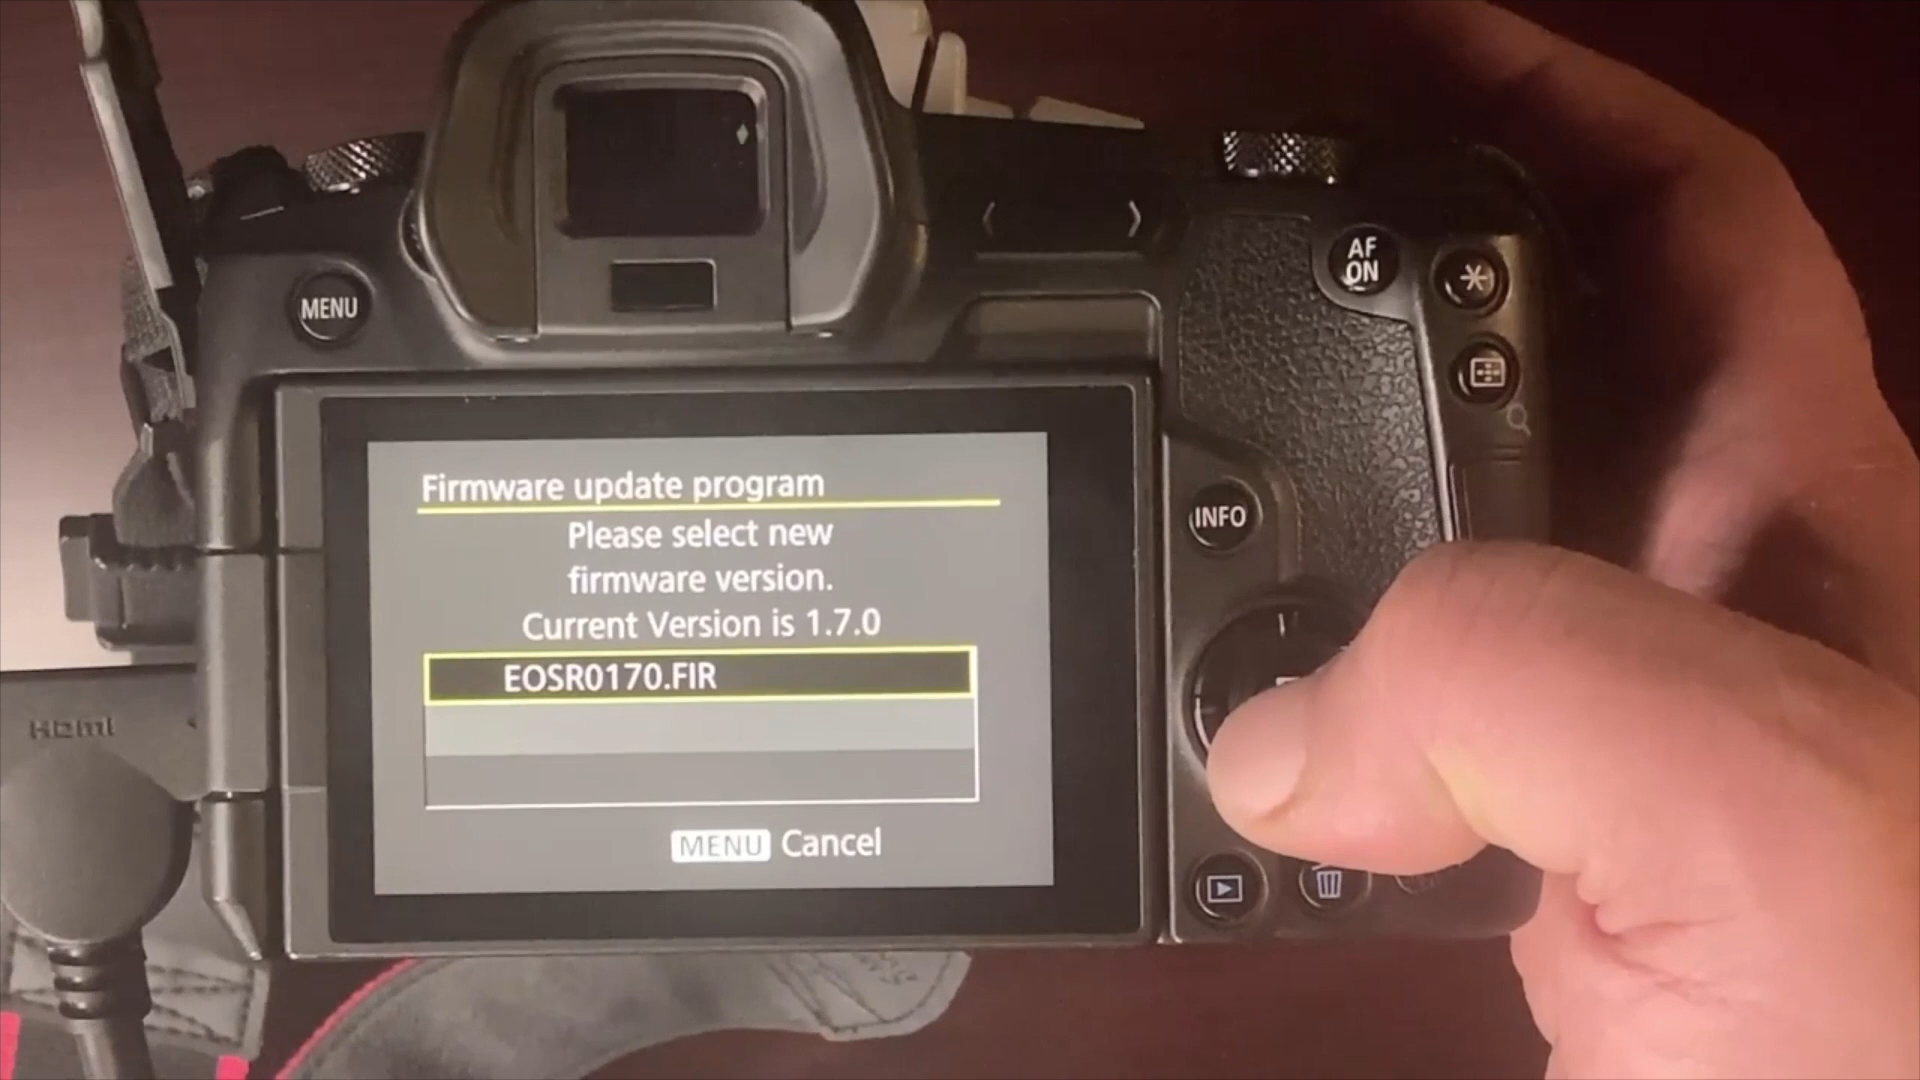 MENU
AF
ON
INFO
Firmware update program
Please select new
firmware version.
Current Version is 1.7.0
EOSR0170.FIR
MENU Cancel
HDMI